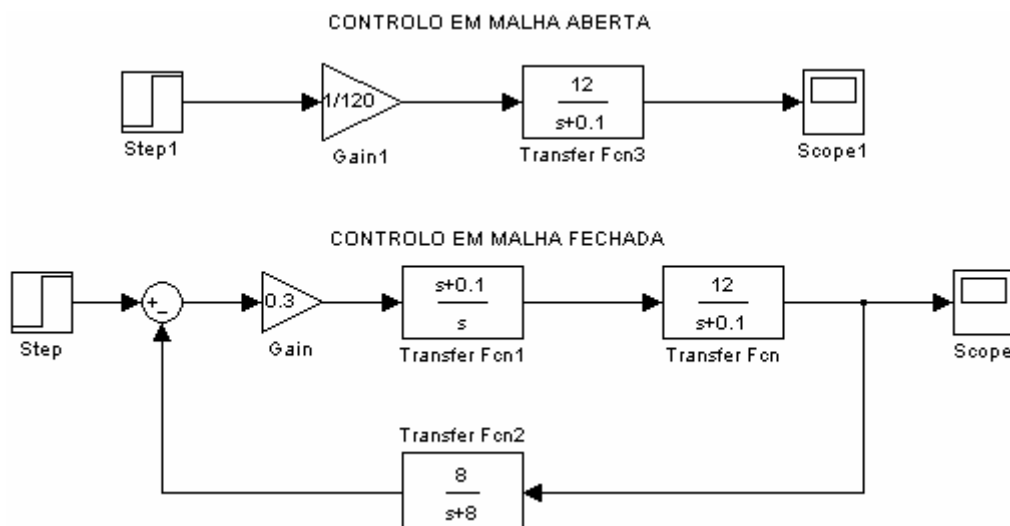 CONTROLO EM MALHA ABERTA
1/120
12
s+0.1
Step1
Gain1
Transfer Fcn3
Scope1
CONTROLO EM MALHA FECHADA
+
−
0.3
s+0.1
s
12
s+0.1
Step
Gain
Transfer Fcn1
Transfer Fcn
Scope
Transfer Fcn2
8
s+8